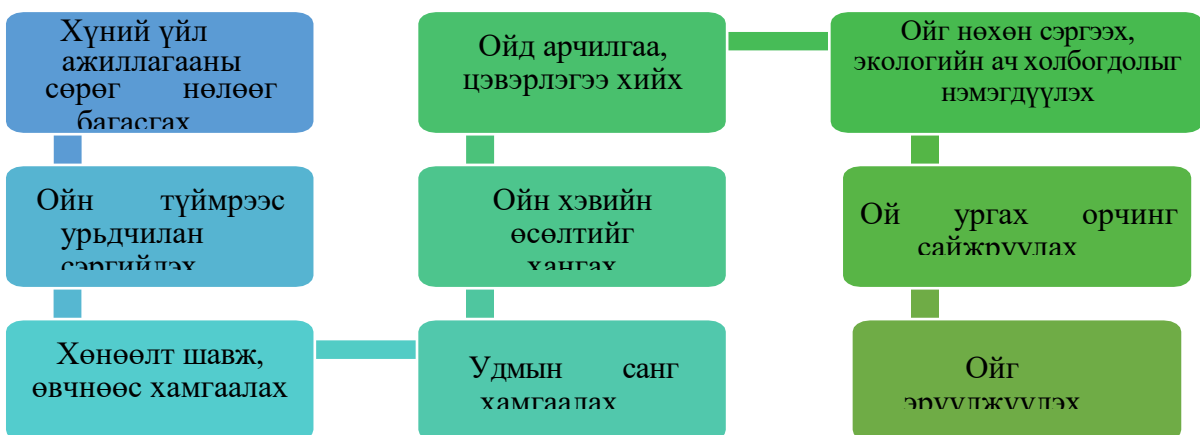 Хүний үйл
ажиллагааны
сөрөг нөлөөг
багасгах
Ойн түймрээс
урьдчилан
сэргийлэх
Хөнөөлт шавж,
өвчнөөс хамгаалах
Удмын санг
хамгаалах
Ойн хэвийн
өсөлтийг
хангах
Ойд арчилгаа,
цэвэрлэгээ хийх
Ойг нөхөн сэргээх,
экологийн ач холбогдолыг
нэмэгдүүлэх
Ой ургах орчинг
сайжруулах
Ойг
эрүүлжүүлэх